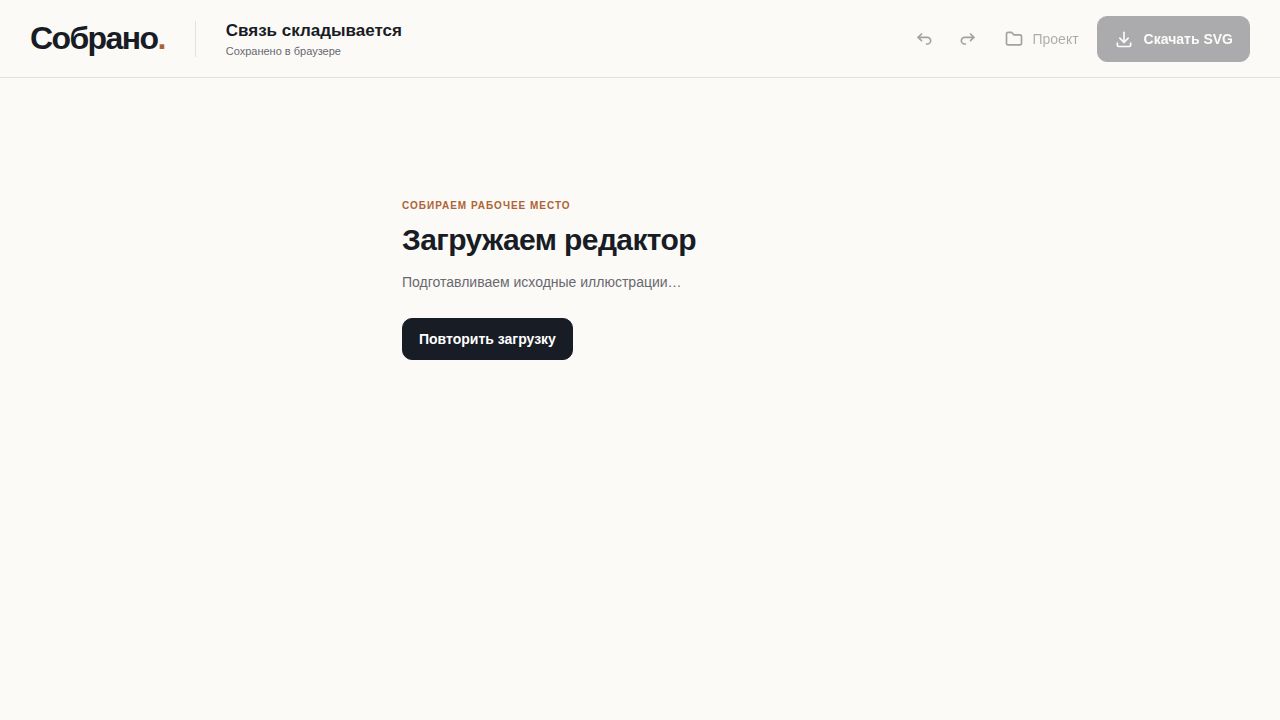 Собрано.
Связь складывается
Сохранено в браузере
Проект
Скачать SVG
СОБИРАЕМ РАБОЧЕЕ МЕСТО
Загружаем редактор
Подготавливаем исходные иллюстрации…
Повторить загрузку